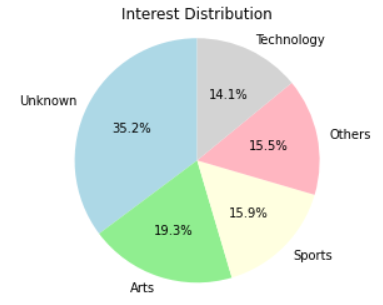 Interest Distribution
Technology
14.1%
Unknown
35.2%
Others
15.5%
15.9%
Sports
19.3%
Arts